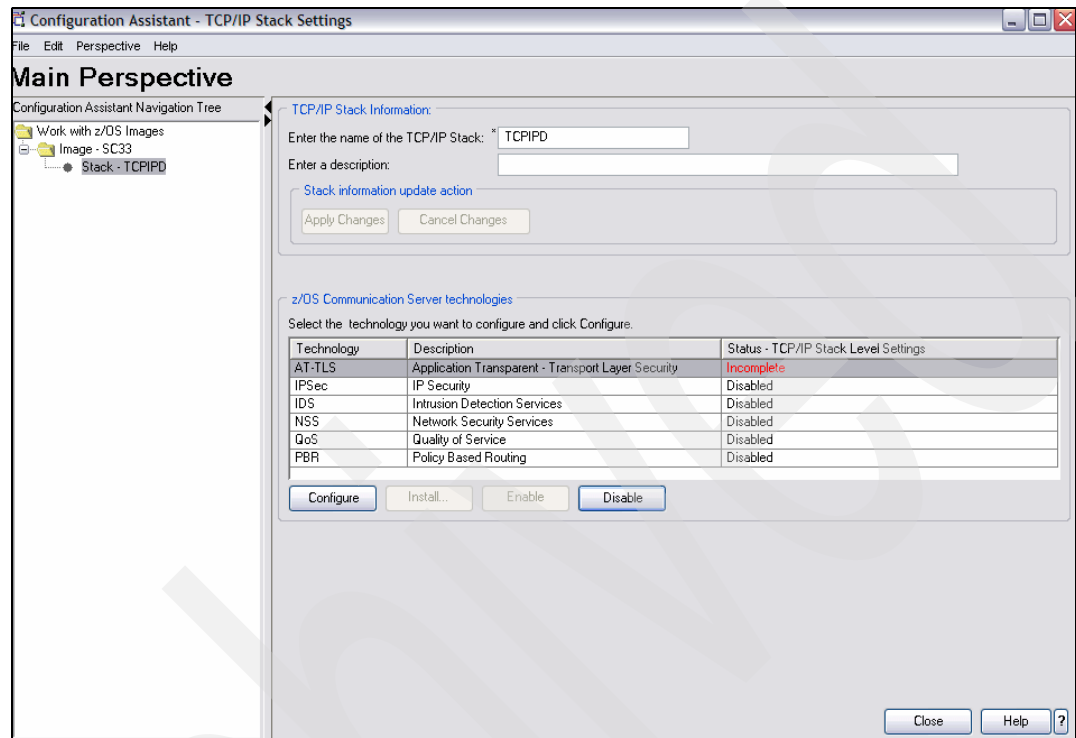 Configuration Assistant - TCP/IP Stack Settings
File Edit Perspective Help
Main Perspective
Configuration Assistant Navigation Tree
Work with z/OS Images
Image - SC33
Stack - TCPIPD
TCP/IP Stack Information:
Enter the name of the TCP/IP Stack: * TCPIPD
Enter a description:
Stack information update action
Apply Changes Cancel Changes
z/OS Communication Server technologies
Select the technology you want to configure and click Configure.
Technology Description Status - TCP/IP Stack Level Settings
AT-TLS Application Transparent - Transport Layer Security Incomplete
IPSec IP Security Disabled
IDS Intrusion Detection Services Disabled
NSS Network Security Services Disabled
QoS Quality of Service Disabled
PBR Policy Based Routing Disabled
Configure Install... Enable Disable
Close Help ?